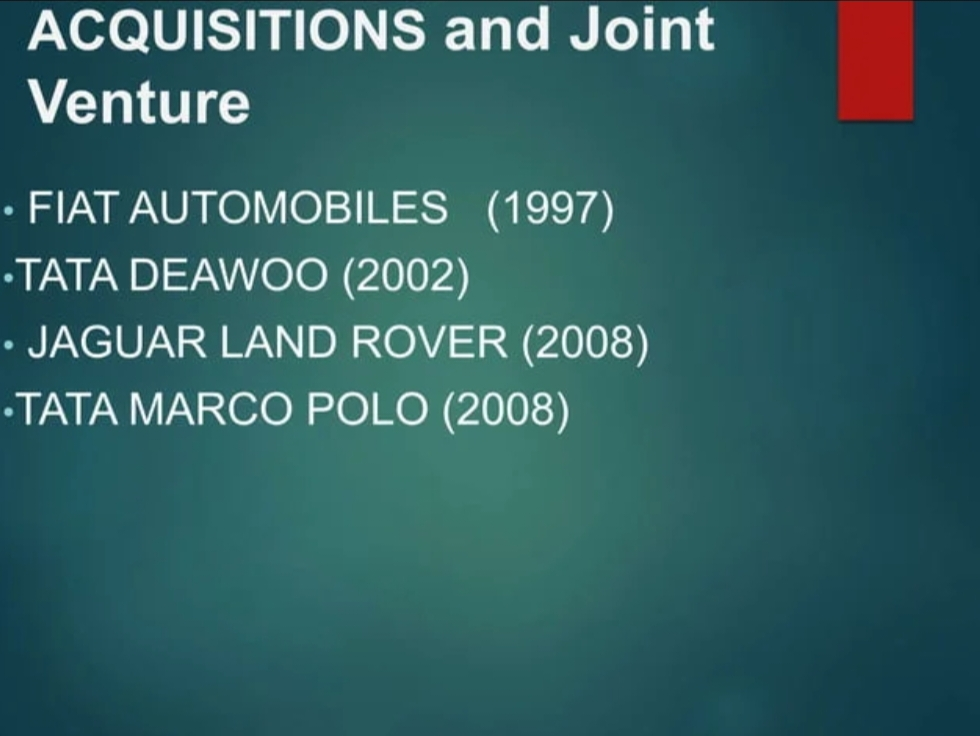 ACQUISITIONS and Joint
Venture
• FIAT AUTOMOBILES (1997)
•TATA DEAWOO (2002)
• JAGUAR LAND ROVER (2008)
•TATA MARCO POLO (2008)